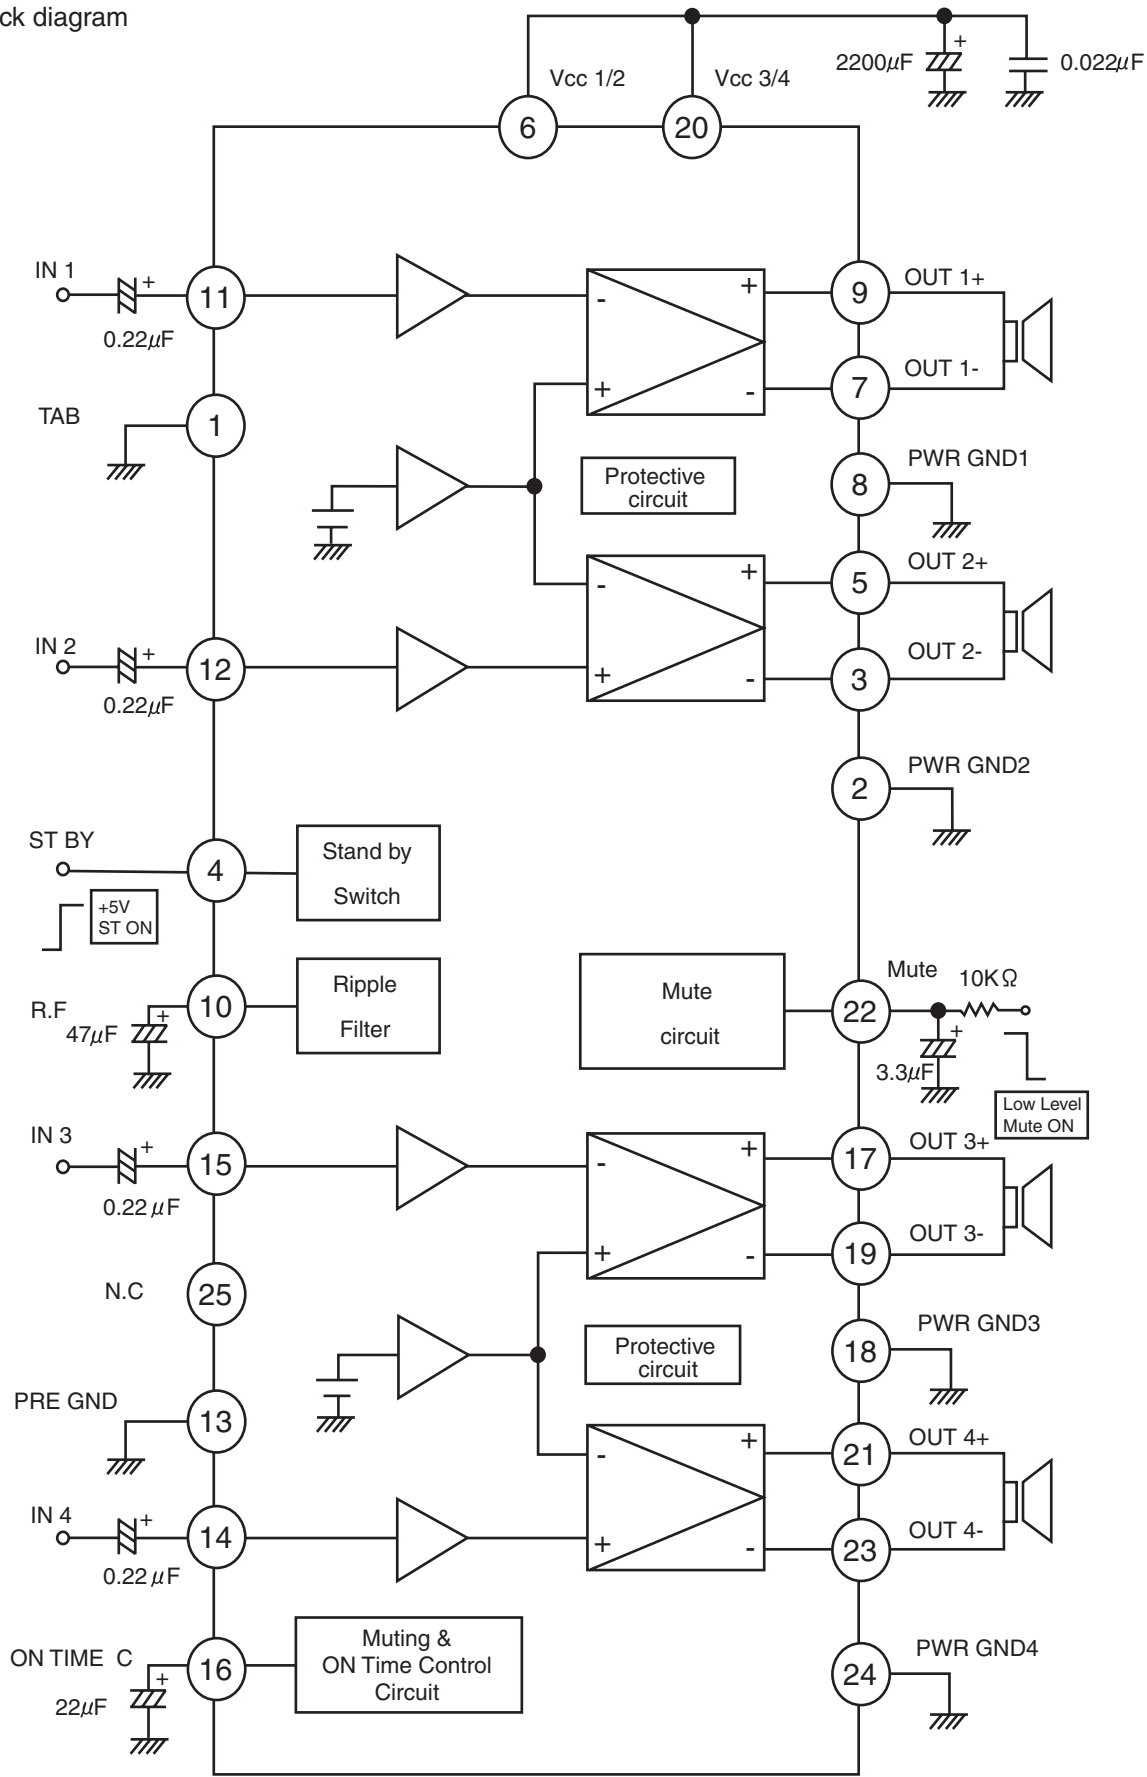 ck diagram
2200μF
+
0.022μF
Vcc 1/2
Vcc 3/4
6
20
IN 1
+
0.22μF
11
-
+
+
-
9
OUT 1+
7
OUT 1-
TAB
1
Protective
circuit
8
PWR GND1
IN 2
+
0.22μF
12
-
+
+
-
5
OUT 2+
3
OUT 2-
2
PWR GND2
ST BY
4
+5V
ST ON
Stand by
Switch
R.F
47μF
+
10
Ripple
Filter
Mute
circuit
22
Mute
10KΩ
+
3.3μF
Low Level
Mute ON
IN 3
+
0.22 μF
15
-
+
+
-
17
OUT 3+
19
OUT 3-
N.C
25
Protective
circuit
18
PWR GND3
PRE GND
13
IN 4
+
0.22 μF
14
-
+
+
-
21
OUT 4+
23
OUT 4-
ON TIME C
+
22μF
16
Muting &
ON Time Control
Circuit
24
PWR GND4